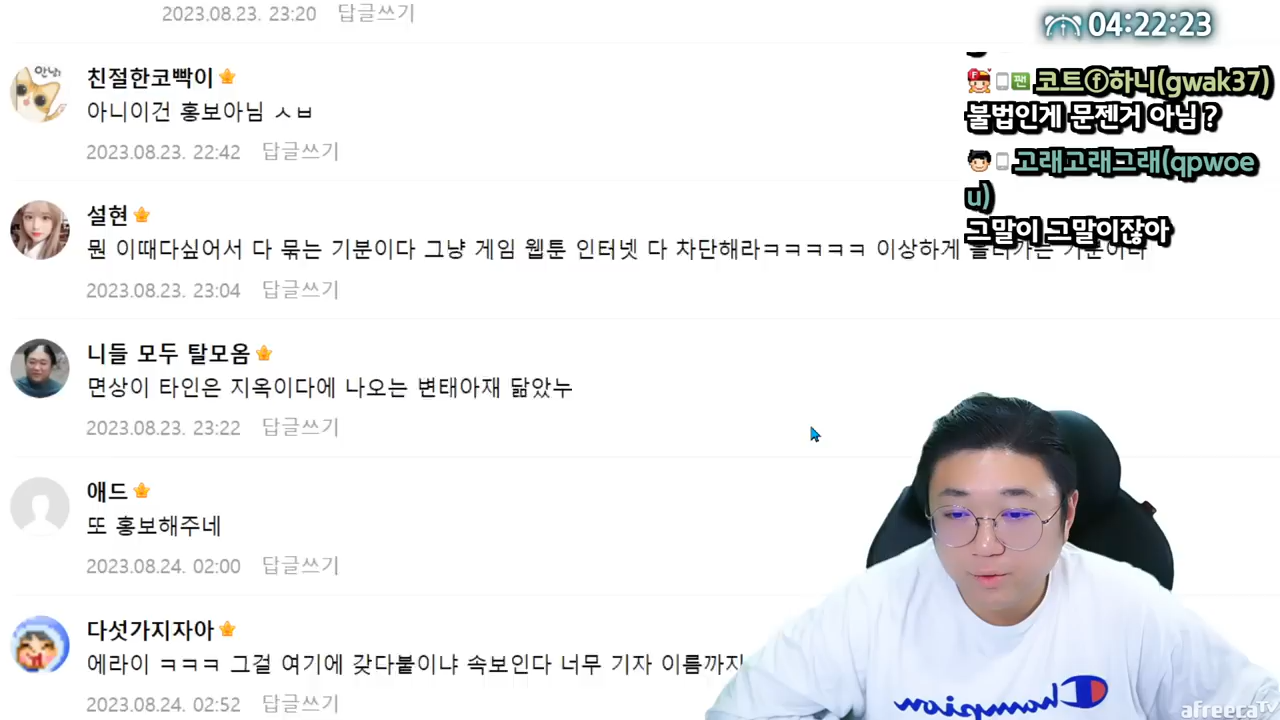 2023.08.23. 23:20 답글쓰기
04:22:23
안녕
친절한코빡이
아니이건 홍보아님 ㅅㅂ
2023.08.23. 22:42 답글쓰기
팬 코트ⓕ하니(gwak37)
불법인게 문젠거 아님?
고래고래그래(qpwoe
u)
그말이 그말이잖아
설현
뭔 이때다싶어서 다 묶는 기분이다 그냥 게임 웹툰 인터넷 다 차단해라ㅋㅋㅋㅋㅋ 이상하게
2023.08.23. 23:04 답글쓰기
니들 모두 탈모옴
면상이 타인은 지옥이다에 나오는 변태아재 닮았누
2023.08.23. 23:22 답글쓰기
애드
또 홍보해주네
2023.08.24. 02:00 답글쓰기
다섯가지자아
에라이 ㅋㅋㅋ 그걸 여기에 갖다붙이냐 속보인다 너무 기자 이름까지
2023.08.24. 02:52 답글쓰기
Champion
afreecaTV